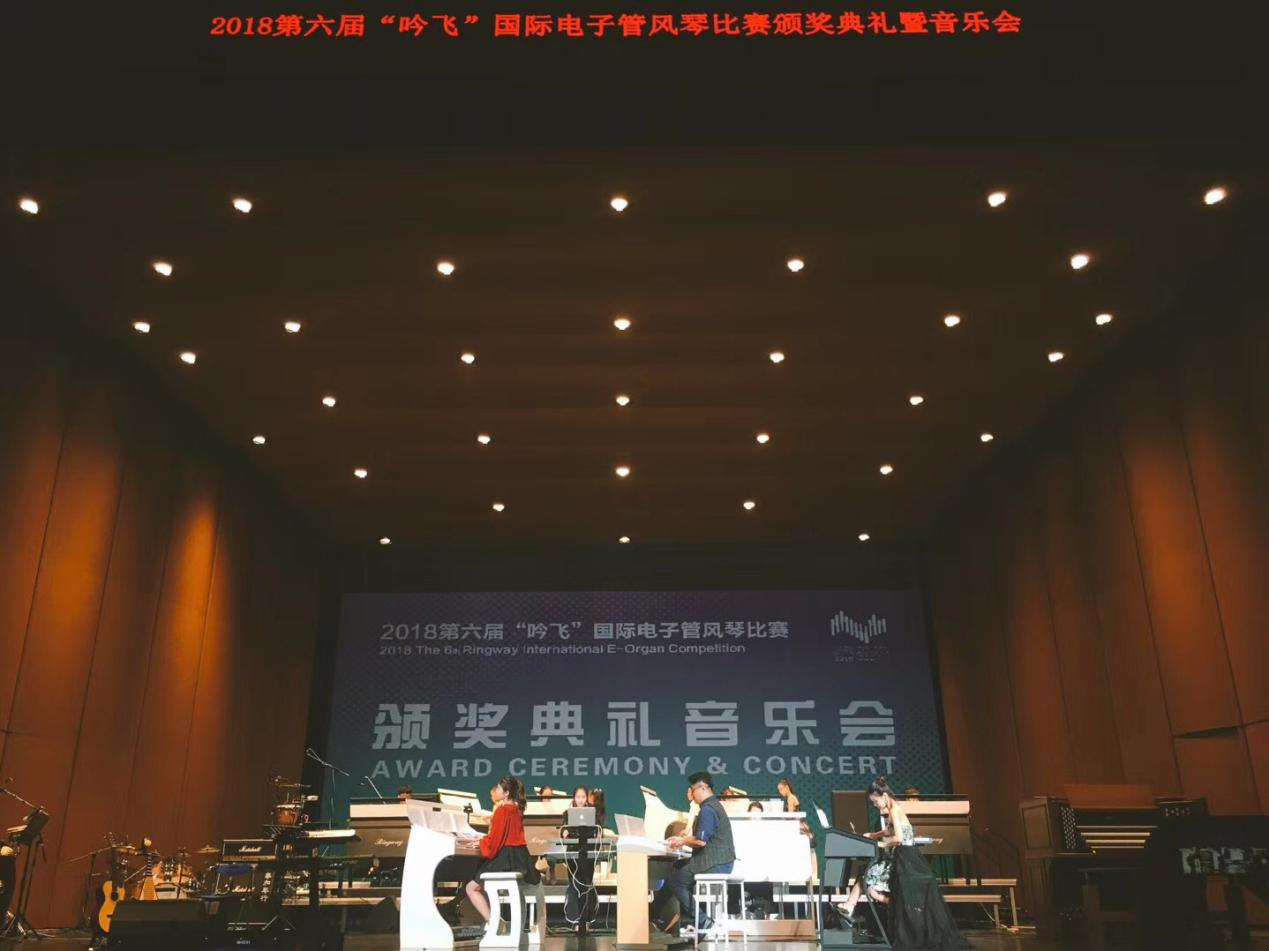 2018第六届“吟飞”国际电子管风琴比赛颁奖典礼暨音乐会
2018第六届“吟飞”国际电子管风琴比赛
2018 The 6th Ringway International E-Organ Competition
颁奖典礼音乐会
AWARD CEREMONY & CONCERT
Ringway
Marshall